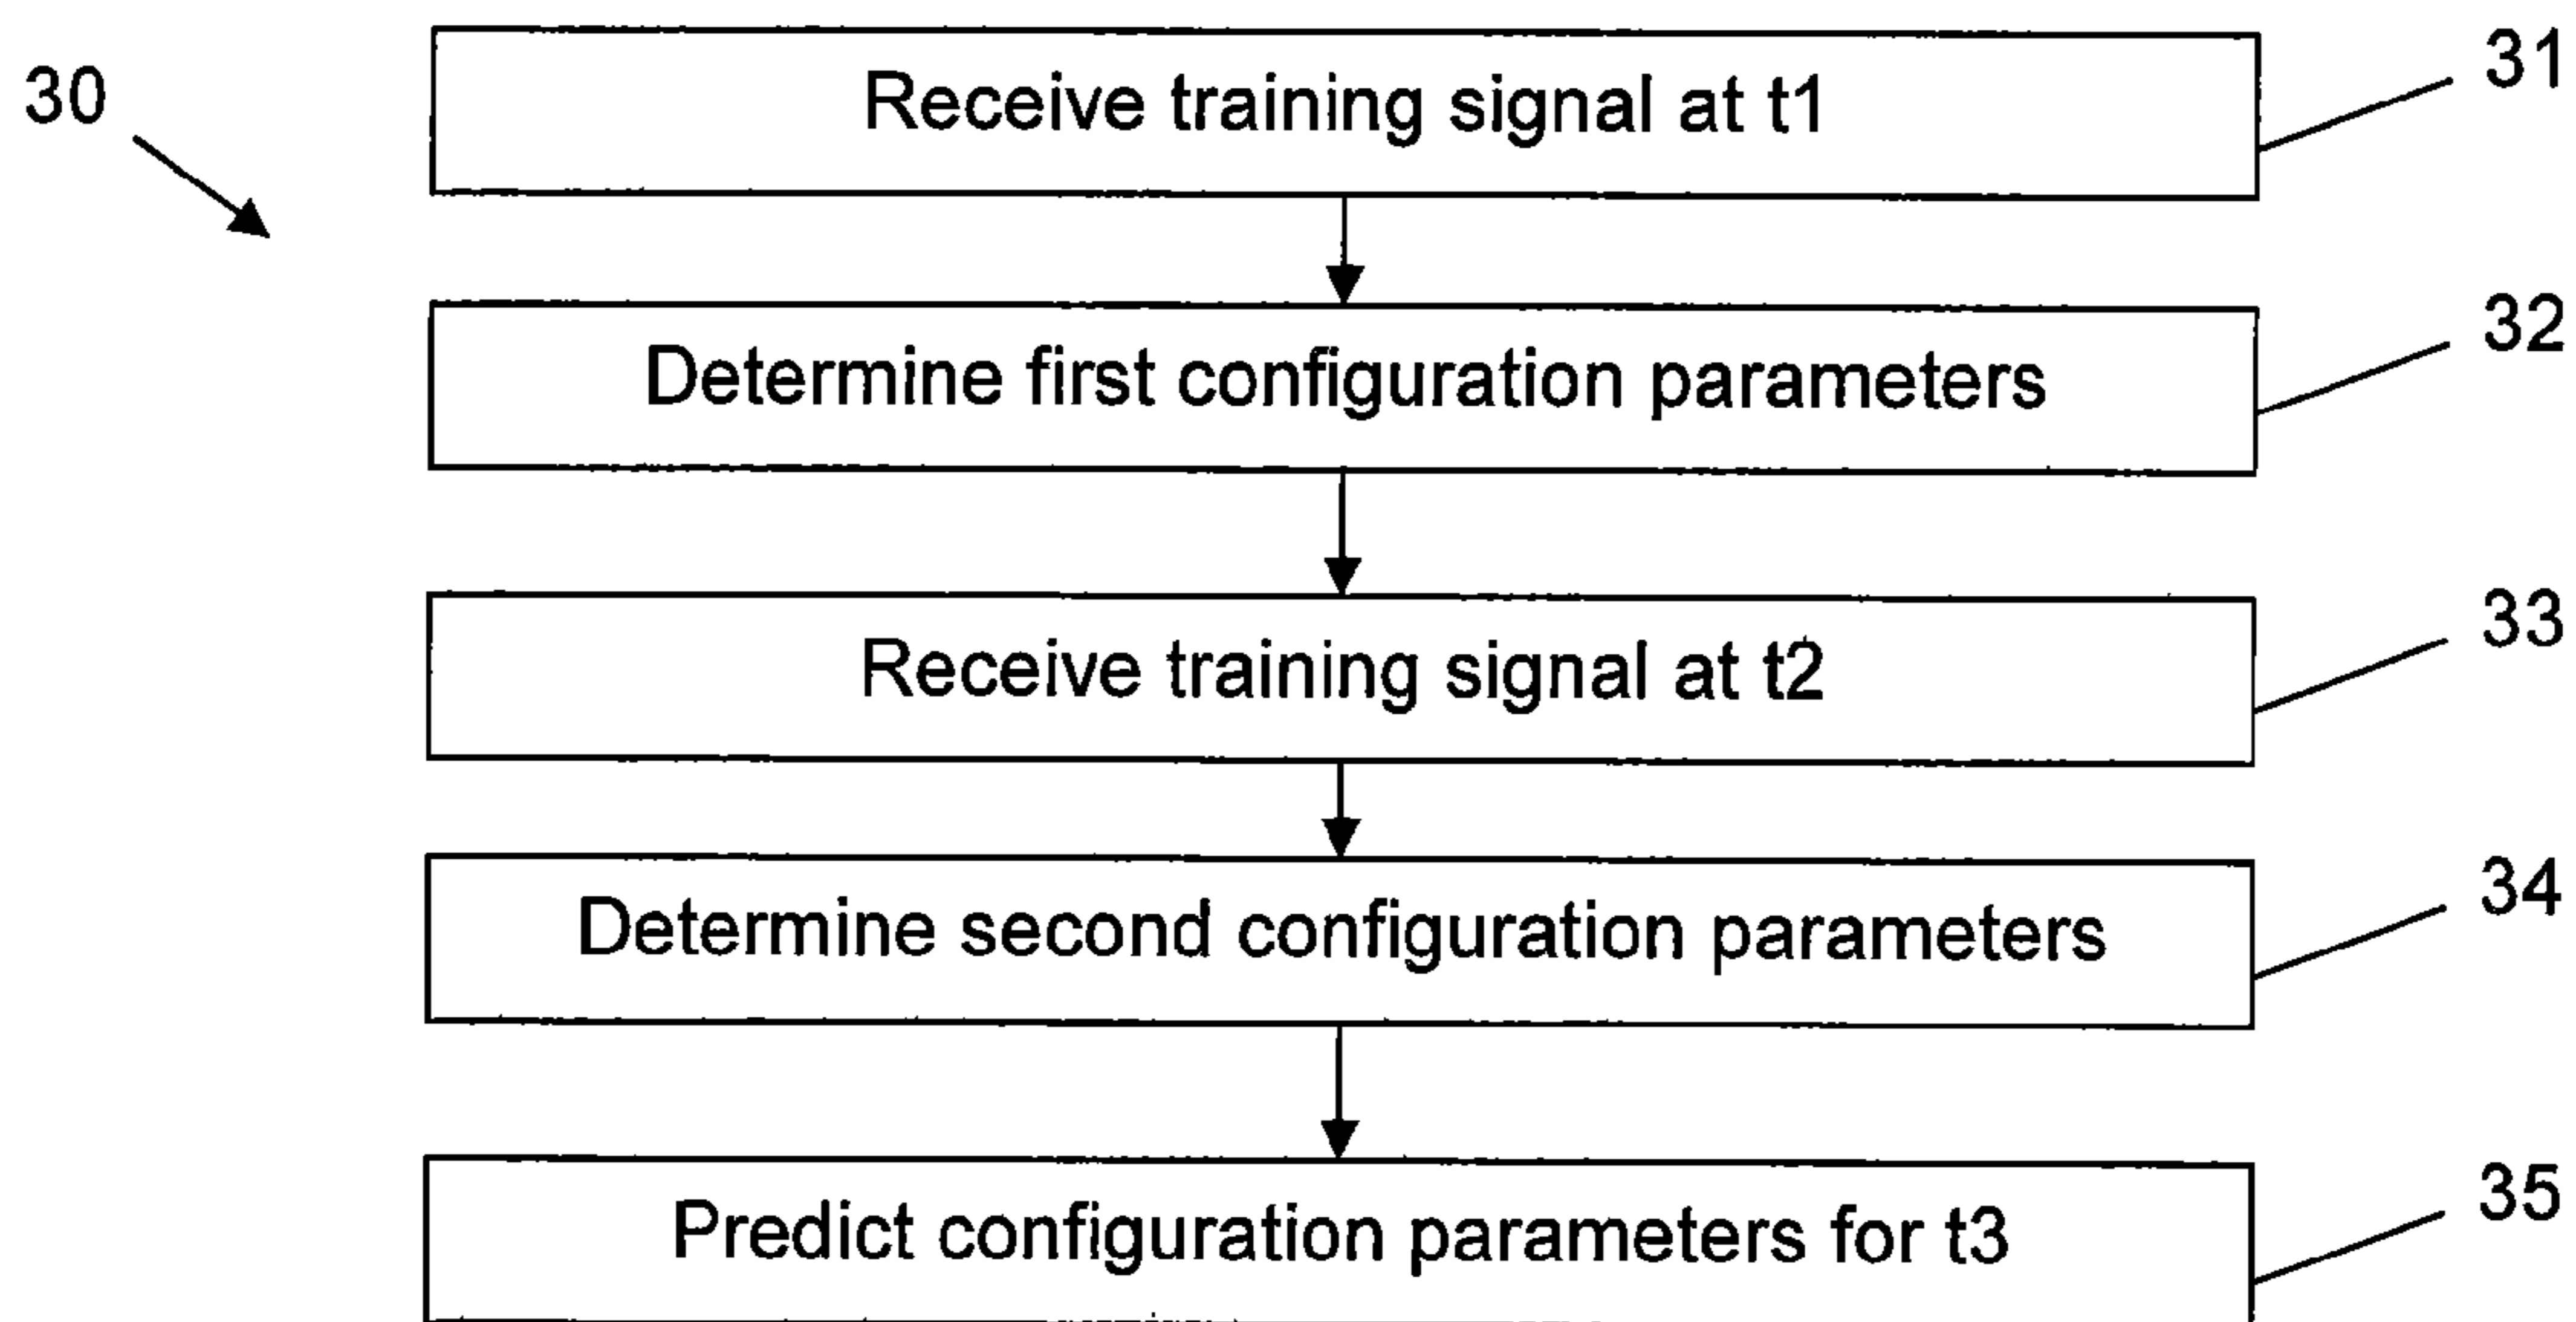 30
Receive training signal at t1
31
Determine first configuration parameters
32
Receive training signal at t2
33
Determine second configuration parameters
34
Predict configuration parameters for t3
35